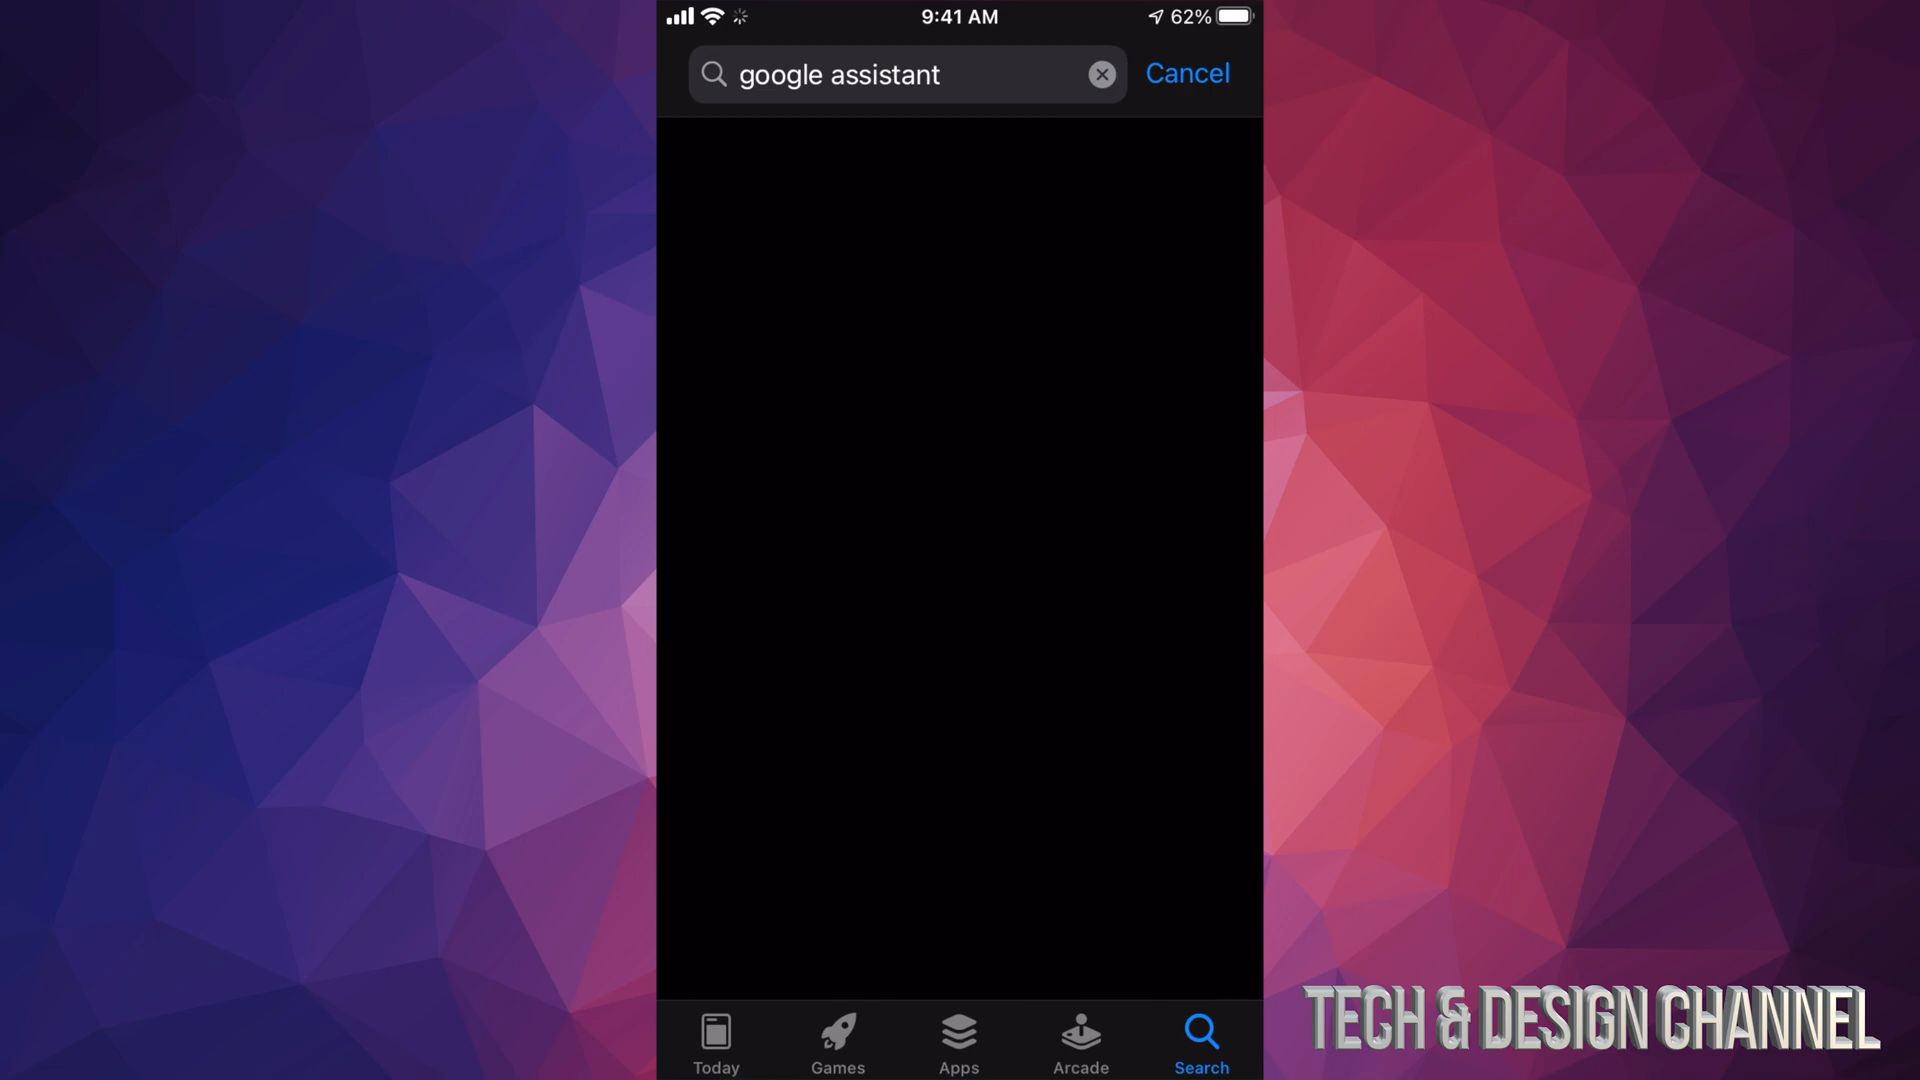 9:41 AM
62%
google assistant
Cancel
Today
Games
Apps
Arcade
Search
TECH & DESIGN CHANNEL